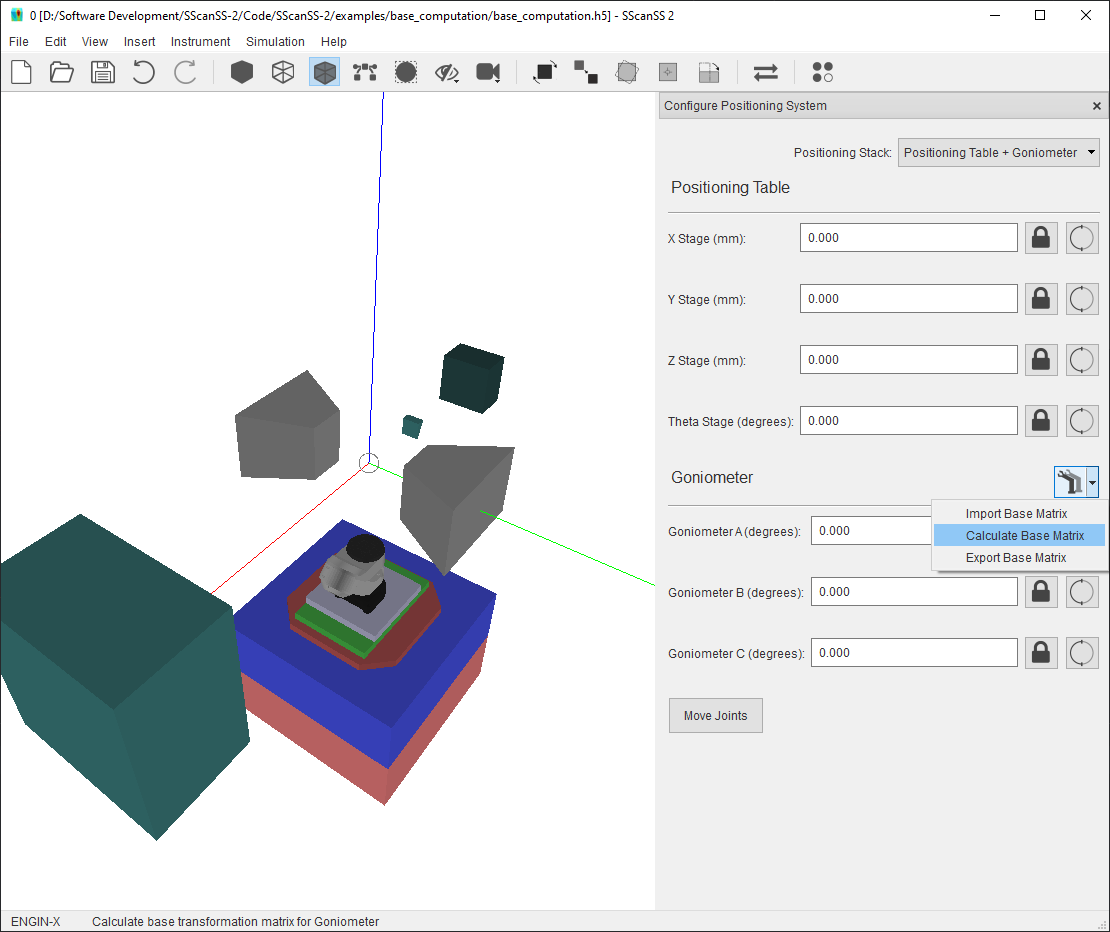 0 [D:/Software Development/SScanSS-2/Code/SScanSS-2/examples/base_computation/base_computation.h5] - SScanSS 2
File Edit View Insert Instrument Simulation Help
Configure Positioning System
Positioning Stack: Positioning Table + Goniometer
Positioning Table
X Stage (mm): 0.000
Y Stage (mm): 0.000
Z Stage (mm): 0.000
Theta Stage (degrees): 0.000
Goniometer
Import Base Matrix
Goniometer A (degrees): 0.000
Calculate Base Matrix
Export Base Matrix
Goniometer B (degrees): 0.000
Goniometer C (degrees): 0.000
Move Joints
ENGIN-X Calculate base transformation matrix for Goniometer